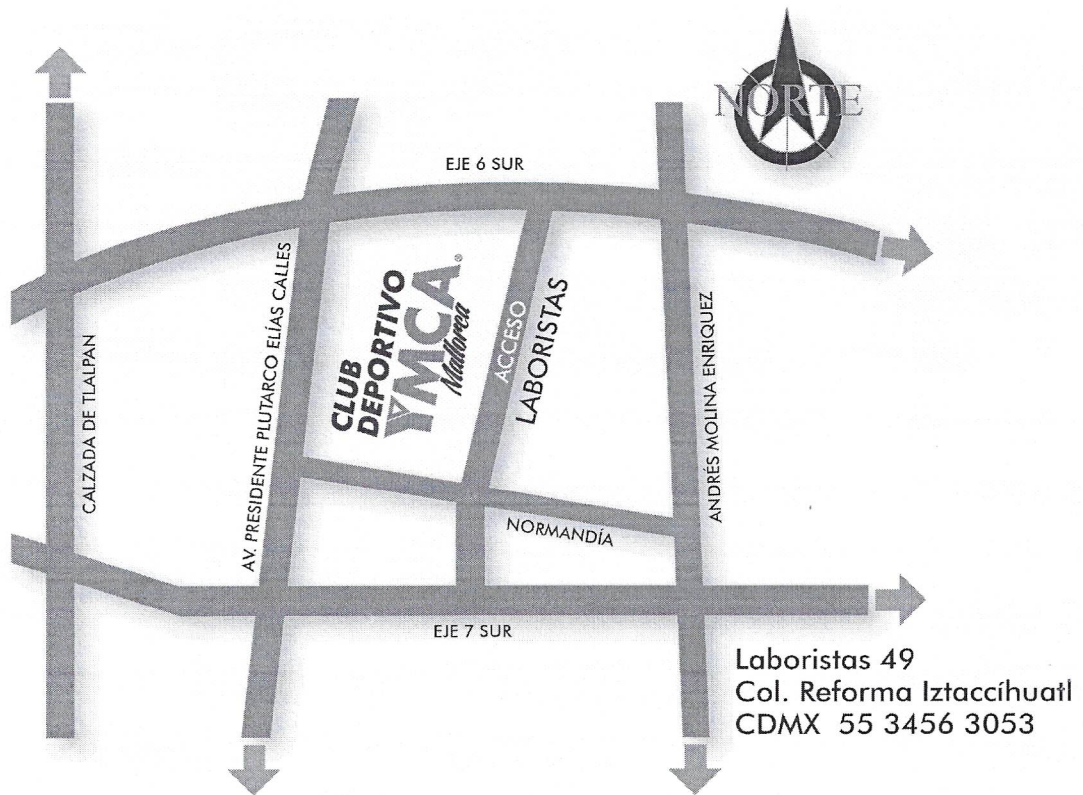 NORTE
EJE 6 SUR
CALZADA DE TLALPAN
AV. PRESIDENTE PLUTARCO ELÍAS CALLES
CLUB
DEPORTIVO
YMCA®
Mallorca
ACCESO
LABORISTAS
ANDRÉS MOLINA ENRIQUEZ
NORMANDÍA
EJE 7 SUR
Laboristas 49
Col. Reforma Iztaccíhuatl
CDMX 55 3456 3053